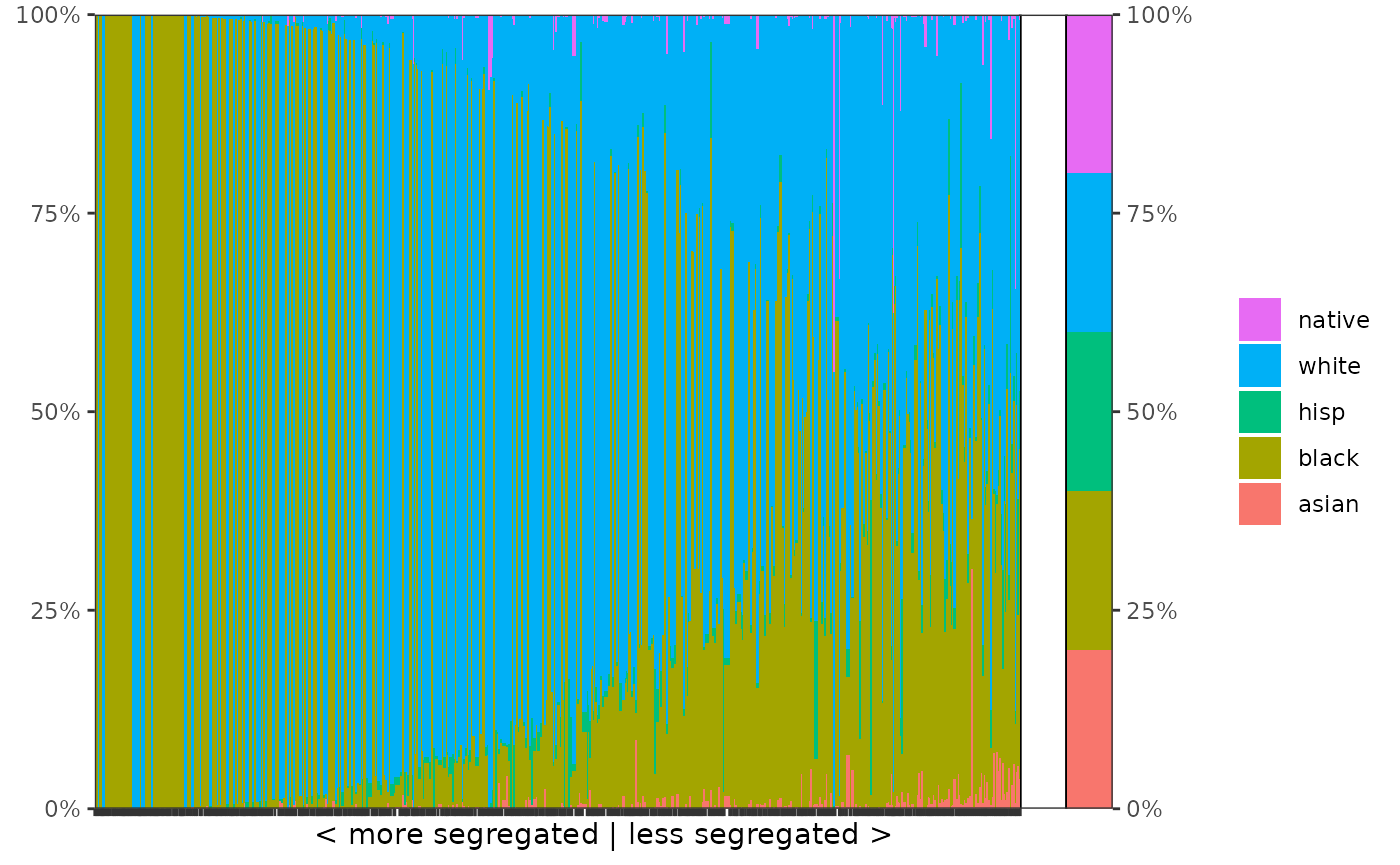 100%
75%
50%
25%
0%
100%
75%
50%
25%
0%
native
white
hisp
black
asian
< more segregated | less segregated >